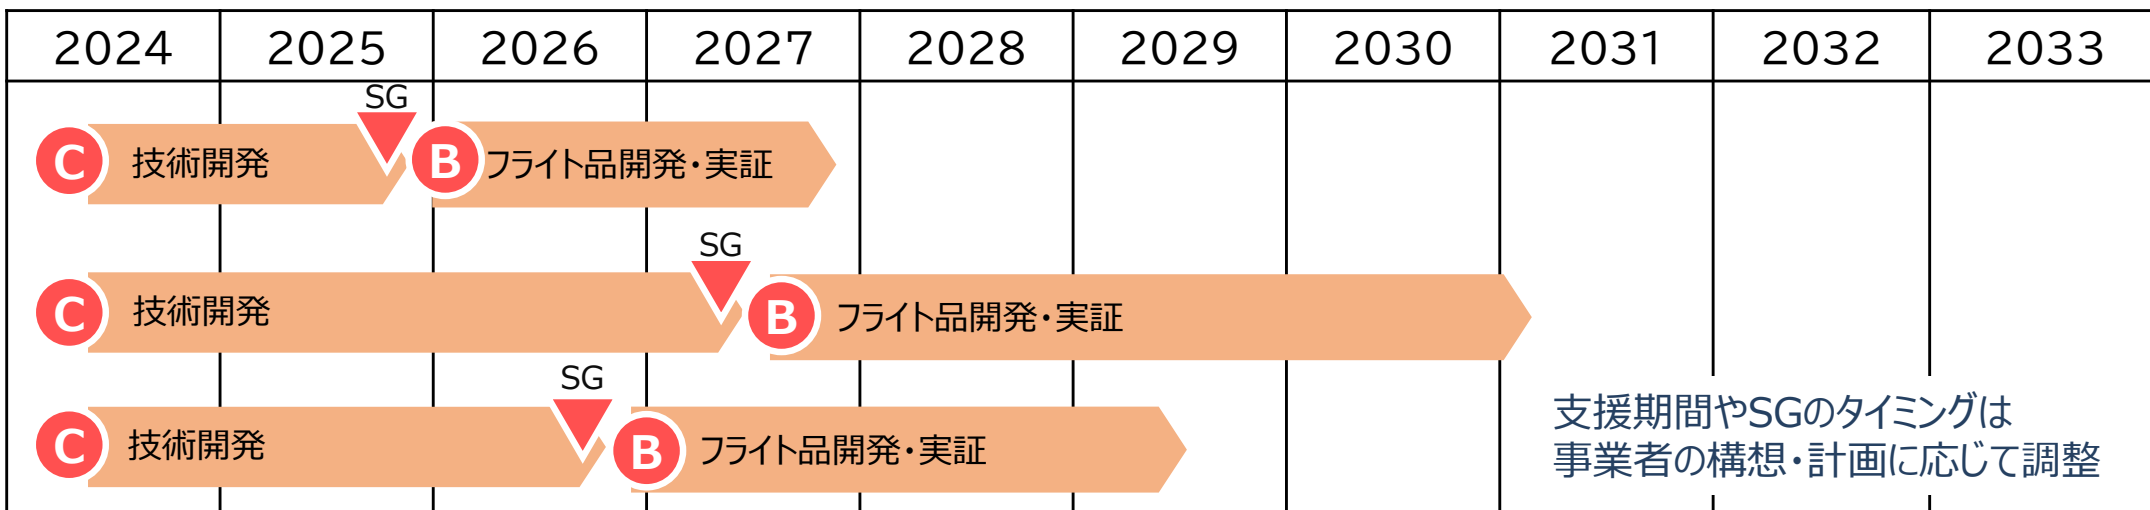 2024 2025 2026 2027 2028 2029 2030 2031 2032 2033
SG
C 技術開発 B フライト品開発・実証
SG
C 技術開発 B フライト品開発・実証
SG
C 技術開発 B フライト品開発・実証
支援期間やSGのタイミングは
事業者の構想・計画に応じて調整